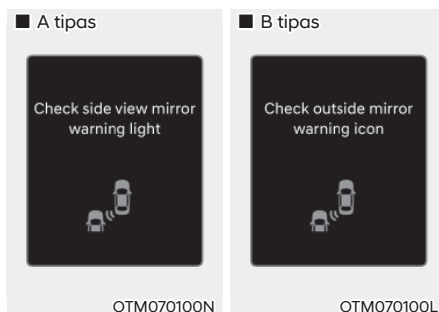 ■ A tipas
Check side view mirror
warning light
OTM070100N
■ B tipas
Check outside mirror
warning icon
OTM070100L